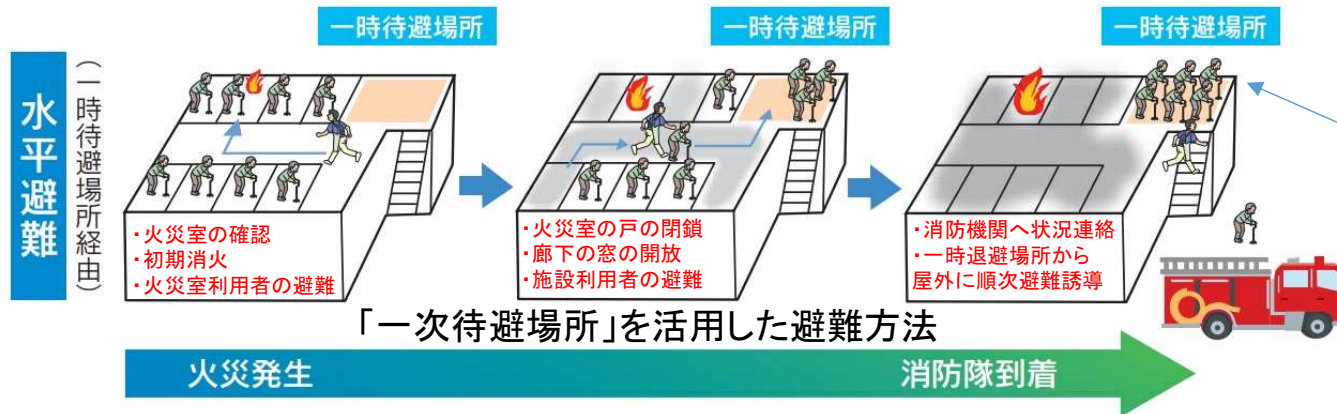 一時待避場所
一時待避場所
一時待避場所
水平避難
（一時待避場所経由）
・火災室の確認
・初期消火
・火災室利用者の避難
・火災室の戸の閉鎖
・廊下の窓の開放
・施設利用者の避難
・消防機関へ状況連絡
・一時退避場所から
屋外に順次避難誘導
「一次待避場所」を活用した避難方法
火災発生
消防隊到着